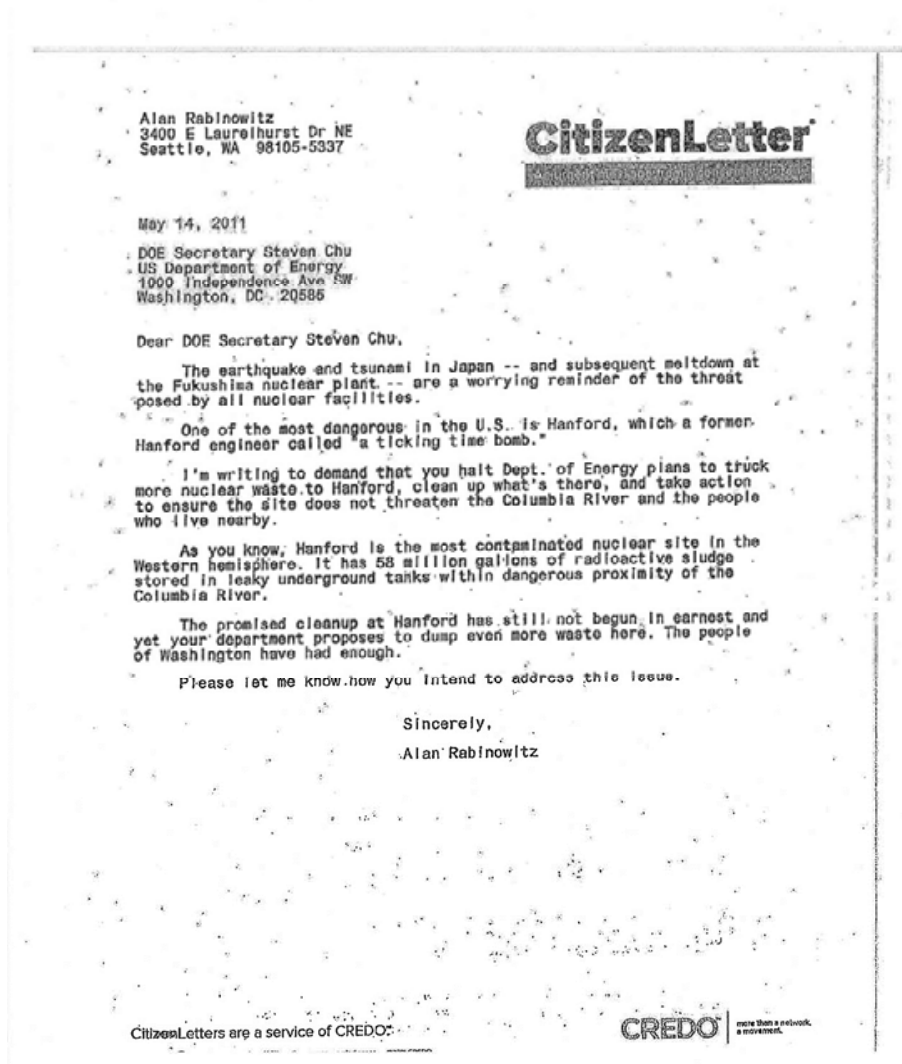 Alan Rabinowitz
3400 E Laurelhurst Dr NE
Seattle, WA 98105-5337
CitizenLetter
May 14, 2011
DOE Secretary Steven Chu
US Department of Energy
1000 Independence Ave SW
Washington, DC 20585
Dear DOE Secretary Steven Chu,
The earthquake and tsunami in Japan -- and subsequent meltdown at
the Fukushima nuclear plant -- are a worrying reminder of the threat
posed by all nuclear facilities.
One of the most dangerous in the U.S. is Hanford, which a former
Hanford engineer called "a ticking time bomb."
I'm writing to demand that you halt Dept. of Energy plans to truck
more nuclear waste to Hanford, clean up what's there, and take action
to ensure the site does not threaten the Columbia River and the people
who live nearby.
As you know, Hanford is the most contaminated nuclear site in the
Western hemisphere. It has 58 million gallons of radioactive sludge
stored in leaky underground tanks within dangerous proximity of the
Columbia River.
The promised cleanup at Hanford has still not begun in earnest and
yet your department proposes to dump even more waste here. The people
of Washington have had enough.
Please let me know how you intend to address this issue.
Sincerely,
Alan Rabinowitz
CitizenLetters are a service of CREDO
CREDO
more than a network,
a movement.